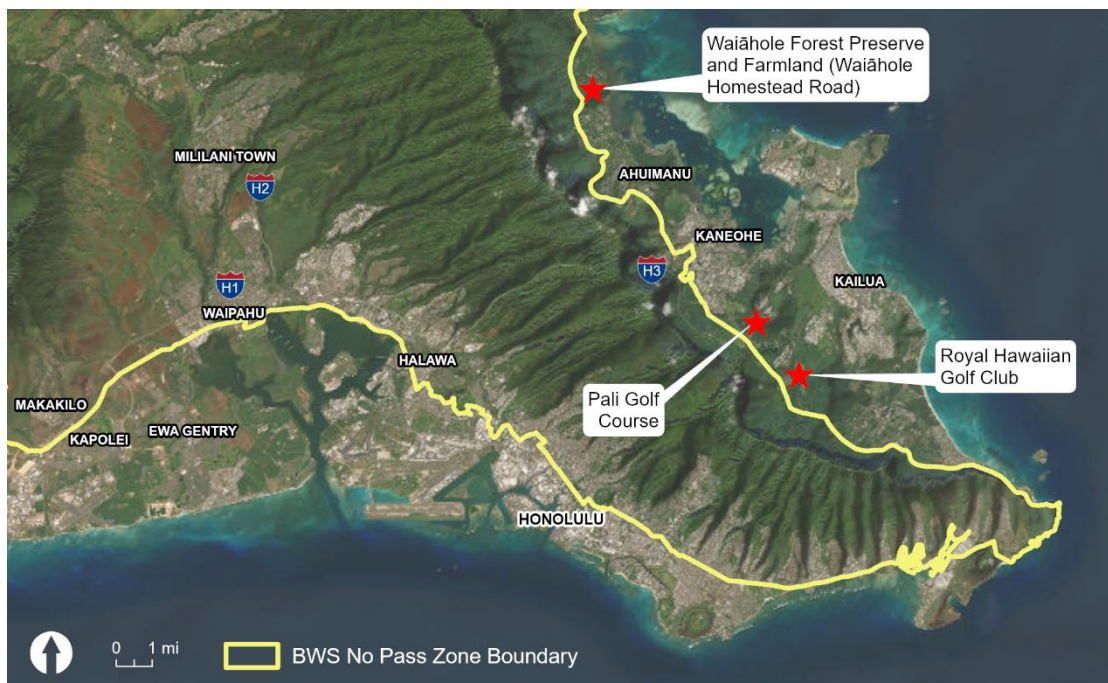 Waiāhole Forest Preserve
and Farmland (Waiāhole
Homestead Road)
MILILANI TOWN
H2
AHUIMANU
KANEOHE
H3
KAILUA
H1
WAIPAHU
HALAWA
Royal Hawaiian
Golf Club
Pali Golf
Course
MAKAKILO
KAPOLEI
EWA GENTRY
HONOLULU
0 1 mi
BWS No Pass Zone Boundary